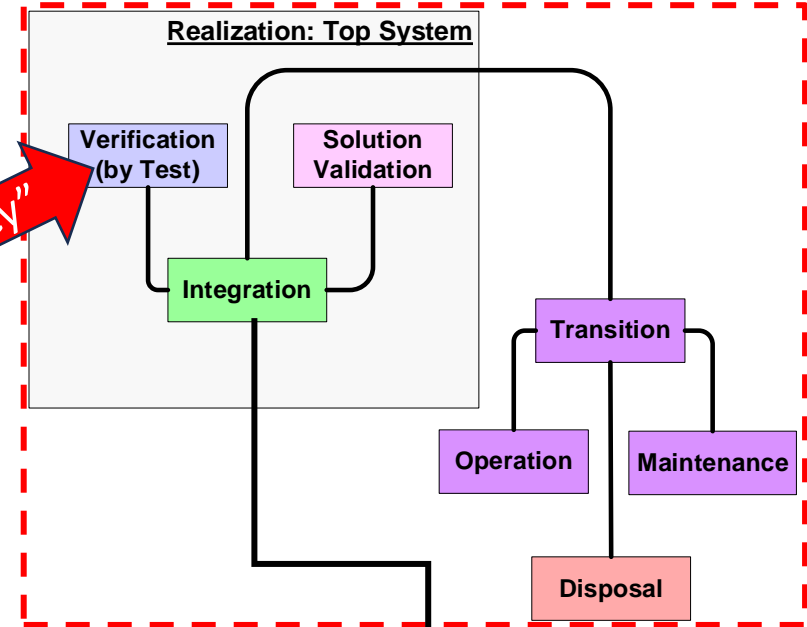 Realization: Top System
Verification
(by Test)
Solution
Validation
Integration
Transition
Operation
Maintenance
Disposal